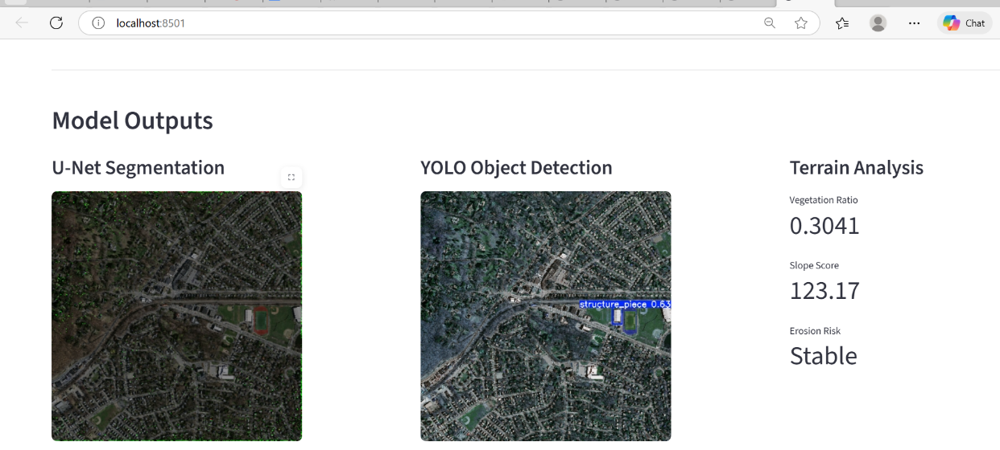 localhost:8501
Chat
Model Outputs
U-Net Segmentation
YOLO Object Detection
Terrain Analysis
structure_piece 0.63
Vegetation Ratio
0.3041
Slope Score
123.17
Erosion Risk
Stable